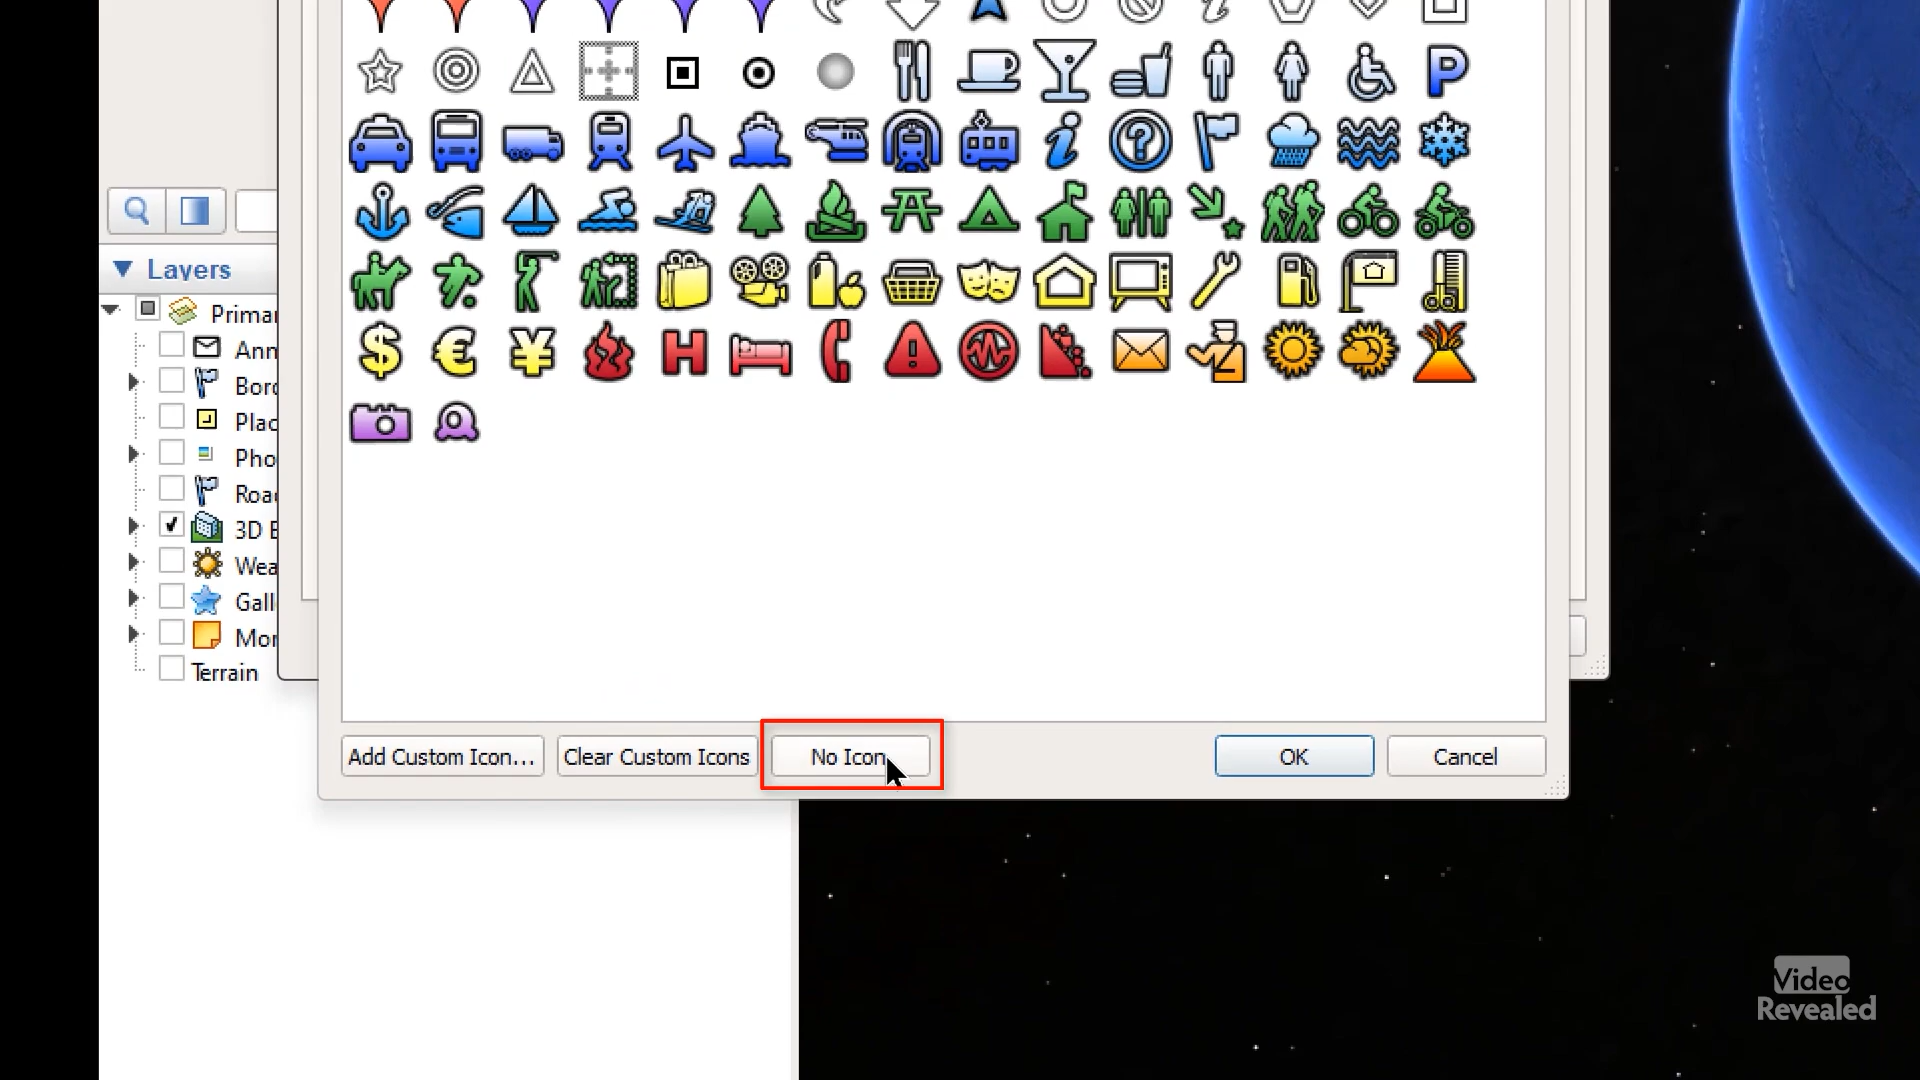 P
Layers
Primar
Ann
Bord
Plac
Pho
Road
3D B
Wea
Gall
Mor
Terrain
$ € ¥ H
Add Custom Icon...
Clear Custom Icons
No Icon
OK
Cancel
Video
Revealed